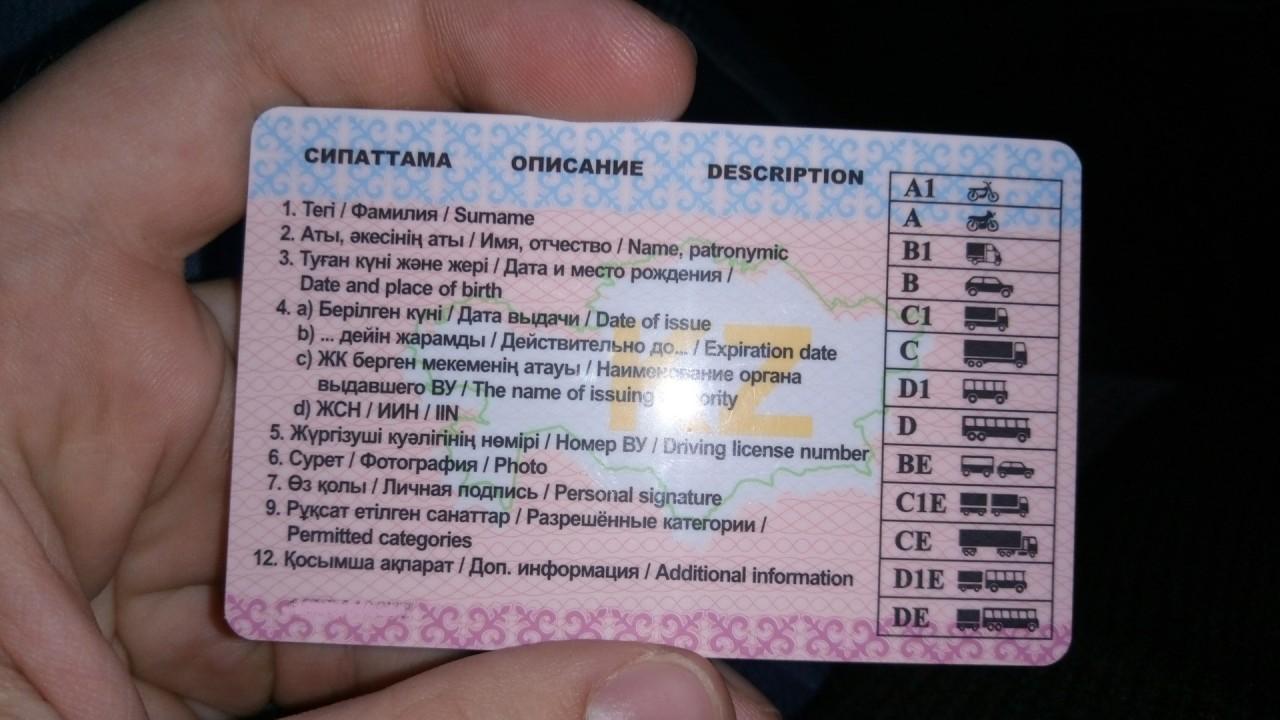 СИПАТТАМА ОПИСАНИЕ DESCRIPTION
1. Тегі / Фамилия / Surname
2. Аты, әкесінің аты / Имя, отчество / Name, patronymic
3. Туған күні және жері / Дата и место рождения /
Date and place of birth
4. a) Берілген күні / Дата выдачи / Date of issue
b) ... дейін жарамды / Действительно до... / Expiration date
c) ЖК берген мекеменің атауы / Наименование органа
выдавшего ВУ / The name of issuing
d) ЖСН / ИИН / IIN
5. Жүргізуші куәлігінің нөмірі / Номер ВУ / Driving license number
6. Сурет / Фотография / Photo
7. Өз қолы / Личная подпись / Personal signature
9. Рұқсат етілген санаттар / Разрешённые категории /
Permitted categories
12. Қосымша ақпарат / Доп. информация / Additional information
KZ
A1
A
B1
B
C1
C
D1
D
BE
C1E
CE
D1E
DE